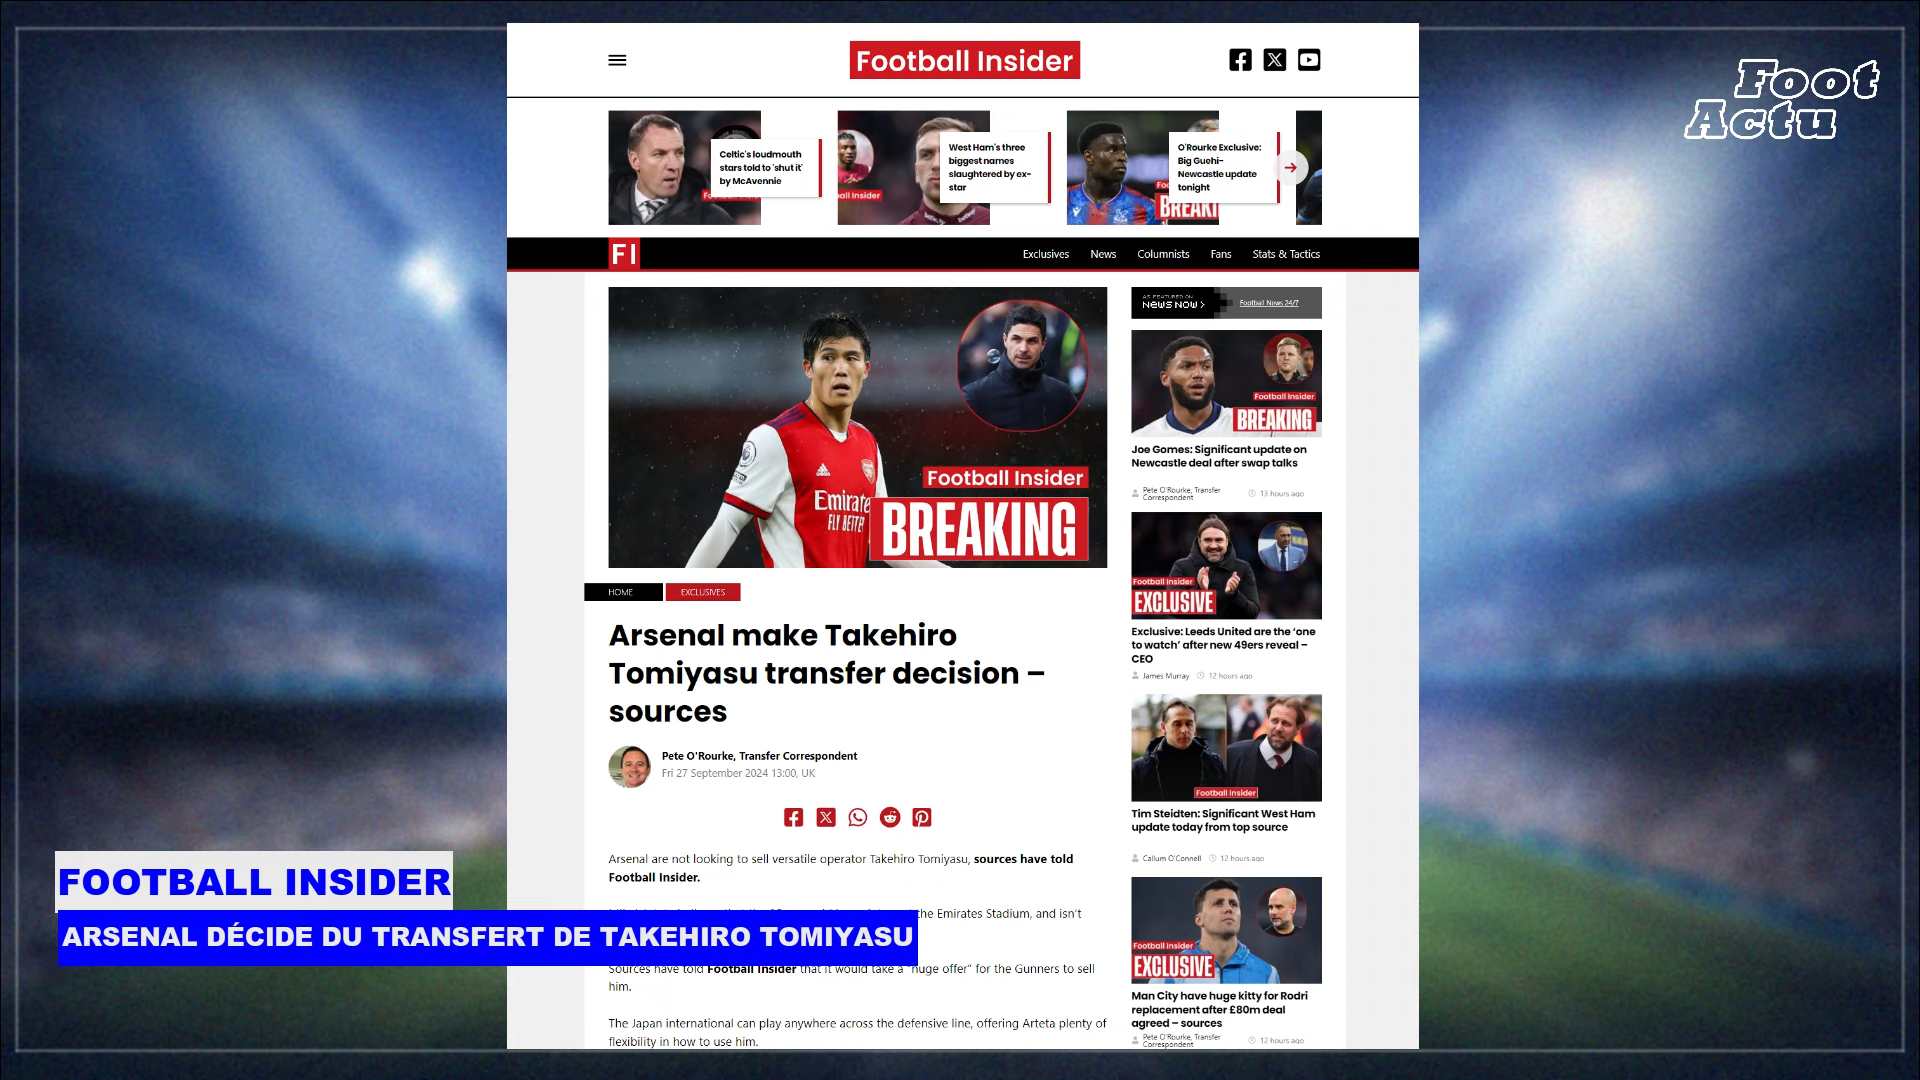 Football Insider
Foot
Actu
Celtic's loudmouth
stars told to 'shut it'
by McAvennie
West Ham's three
biggest names
slaughtered by ex-
star
all Insider
O'Rourke Exclusive:
Big Guehi-
Newcastle update
tonight
BREAKI
FI
Exclusives
News
Columnists
Fans
Stats & Tactics
Emirate
FLY BETTE
Football Insider
BREAKING
HOME
EXCLUSIVES
Arsenal make Takehiro
Tomiyasu transfer decision –
sources
Pete O'Rourke, Transfer Correspondent
Fri 27 September 2024 13:00, UK
Arsenal are not looking to sell versatile operator Takehiro Tomiyasu, sources have told
Football Insider.
the Emirates Stadium, and isn't
Sources have told Football Insider that it would take a "huge offer" for the Gunners to sell
him.
The Japan international can play anywhere across the defensive line, offering Arteta plenty of
flexibility in how to use him.
AS FEATURED ON
NEWS NOW >
Football News 24/7
Football Insider
BREAKING
Joe Gomes: Significant update on
Newcastle deal after swap talks
Pete O'Rourke, Transfer
Correspondent
13 hours ago
Football Insider
EXCLUSIVE
Exclusive: Leeds United are the ‘one
to watch’ after new 49ers reveal –
CEO
James Murray
12 hours ago
Football Insider
Tim Steidten: Significant West Ham
update today from top source
Callum O'Connell
12 hours ago
Football Insider
EXCLUSIVE
Man City have huge kitty for Rodri
replacement after £80m deal
agreed – sources
Pete O'Rourke, Transfer
Correspondent
12 hours ago
FOOTBALL INSIDER
ARSENAL DÉCIDE DU TRANSFERT DE TAKEHIRO TOMIYASU